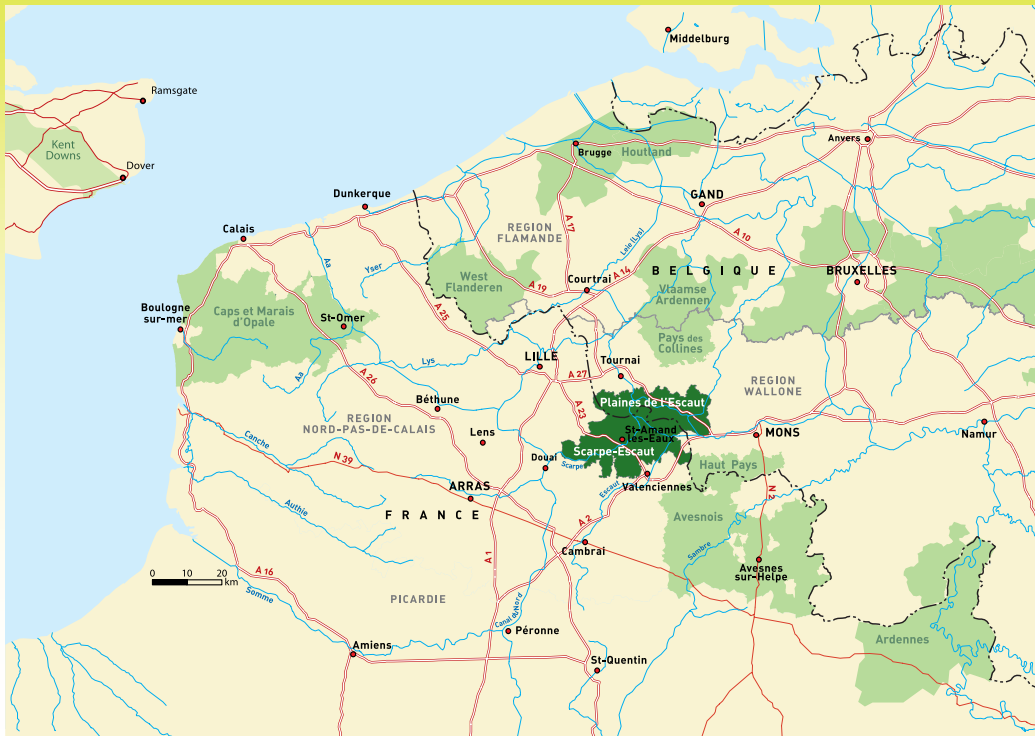 Middelburg
Ramsgate
Kent
Downs
Dover
Anvers
Brugge
Houtland
Dunkerque
GAND
Calais
REGION
FLAMANDE
A 17
Leie (Lys)
A 10
Aa
Yser
West
Flanderen
A 19
Courtrai
A 14
BELGIQUE
BRUXELLES
Vlaamse
Ardennen
Boulogne
sur-mer
Caps et Marais
d'Opale
St-Omer
A 25
Pays des
Collines
LILLE
Tournai
Lys
Aa
A 26
A 27
REGION
WALLONE
Béthune
A 23
Plaines de l'Escaut
REGION
NORD-PAS-DE-CALAIS
Lens
St-Amand
les-Eaux
MONS
Namur
Canche
N 39
Douai
Scarpe
Scarpe-Escaut
Haut Pays
ARRAS
Escaut
Valenciennes
N 2
Authie
FRANCE
A 2
Avesnois
Sambre
A 1
Cambrai
0 10 20
km
A 16
Somme
Avesnes
sur-Helpe
PICARDIE
Canal du Nord
Péronne
Amiens
St-Quentin
Ardennes